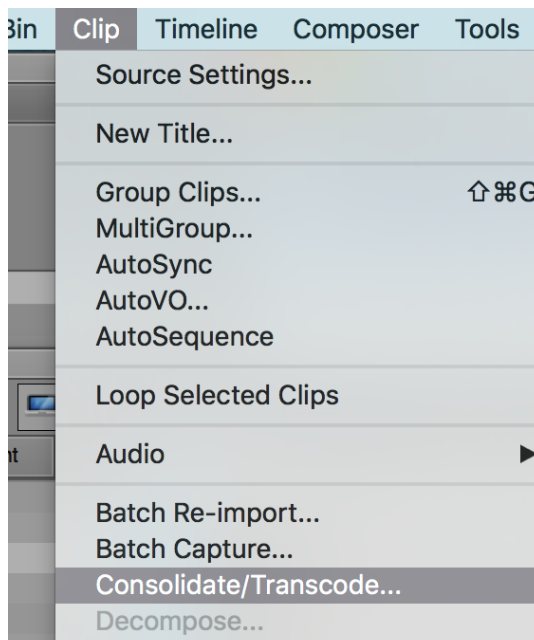 Bin Clip Timeline Composer Tools
Source Settings...
New Title...
Group Clips... ⇧⌘G
MultiGroup...
AutoSync
AutoVO...
AutoSequence
Loop Selected Clips
Audio
Batch Re-import...
Batch Capture...
Consolidate/Transcode...
Decompose...